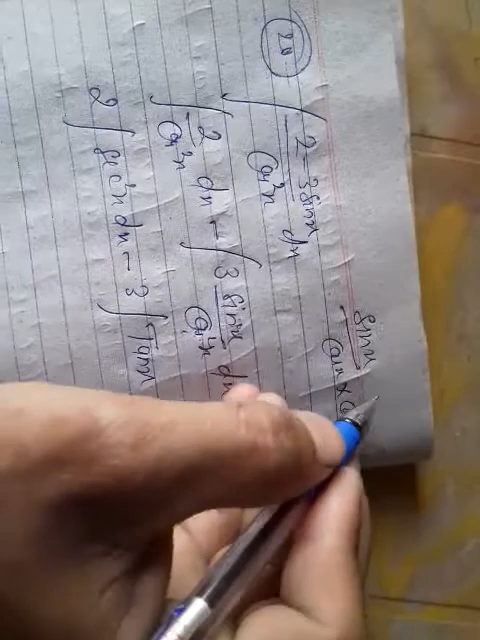 20
∫ 2-3sinx / Cos²x dx
∫ 2 / Cos²x dx - ∫ 3 sinx / Cos²x dx
2 ∫ sec²x dx - 3 ∫ Tanx
sinx / Cosx x